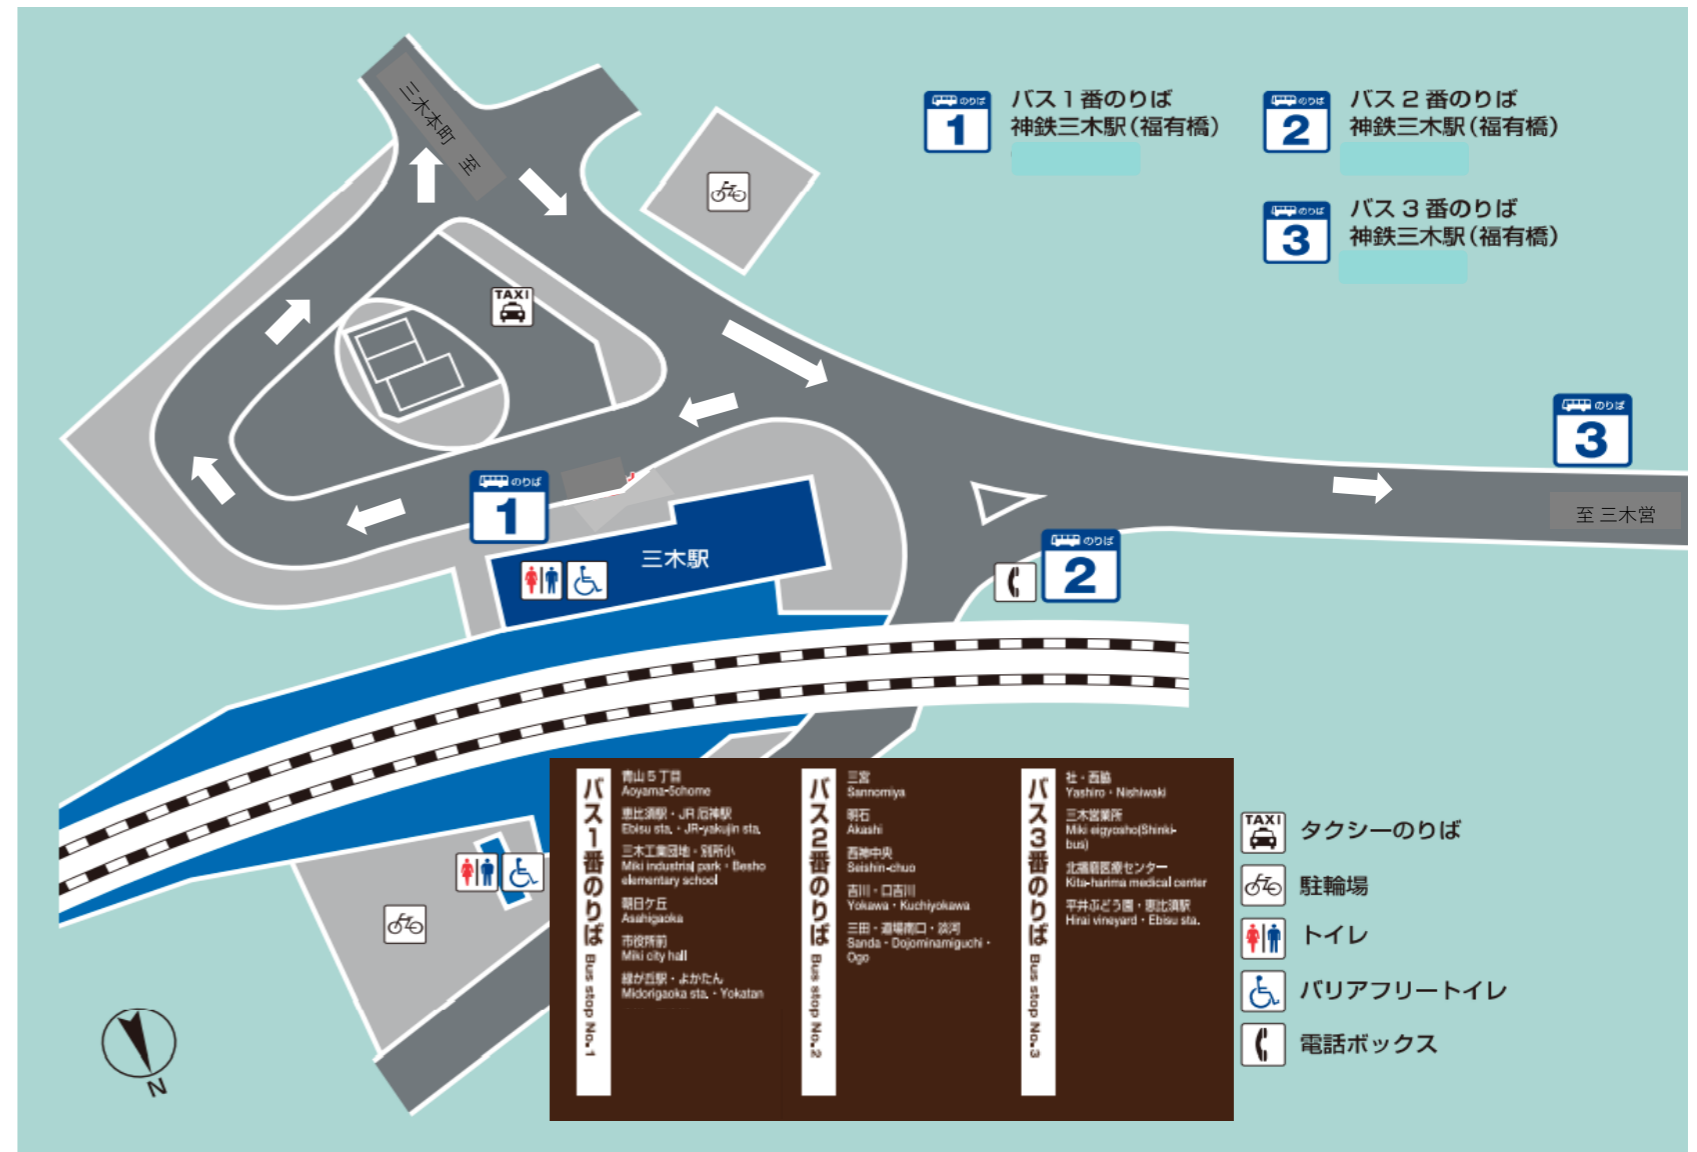 三木本町　至
のりば
1
バス1番のりば
神鉄三木駅（福有橋）
のりば
2
バス2番のりば
神鉄三木駅（福有橋）
のりば
3
バス3番のりば
神鉄三木駅（福有橋）
TAXI
のりば
3
至 三木営
のりば
1
三木駅
のりば
2
バス1番のりば Bus stop No.1
青山5丁目
Aoyama-5chome
恵比須駅・JR厄神駅
Ebisu sta.・JR-yakujin sta.
三木工業団地・別所小
Miki industrial park・Besho
elementary school
朝日ケ丘
Asahigaoka
市役所前
Miki city hall
緑が丘駅・よかたん
Midorigaoka sta.・Yokatan
バス2番のりば Bus stop No.2
三宮
Sannomiya
明石
Akashi
西神中央
Seishin-chuo
吉川・口吉川
Yokawa・Kuchiyokawa
三田・道場南口・淡河
Sanda・Dojominamiguchi・
Ogo
バス3番のりば Bus stop No.3
社・西脇
Yashiro・Nishiwaki
三木営業所
Miki eigyosho(Shinki-
bus)
北播磨医療センター
Kita-harima medical center
平井ぶどう園・恵比須駅
Hirai vineyard・Ebisu sta.
TAXI
タクシーのりば
駐輪場
トイレ
バリアフリートイレ
電話ボックス
N